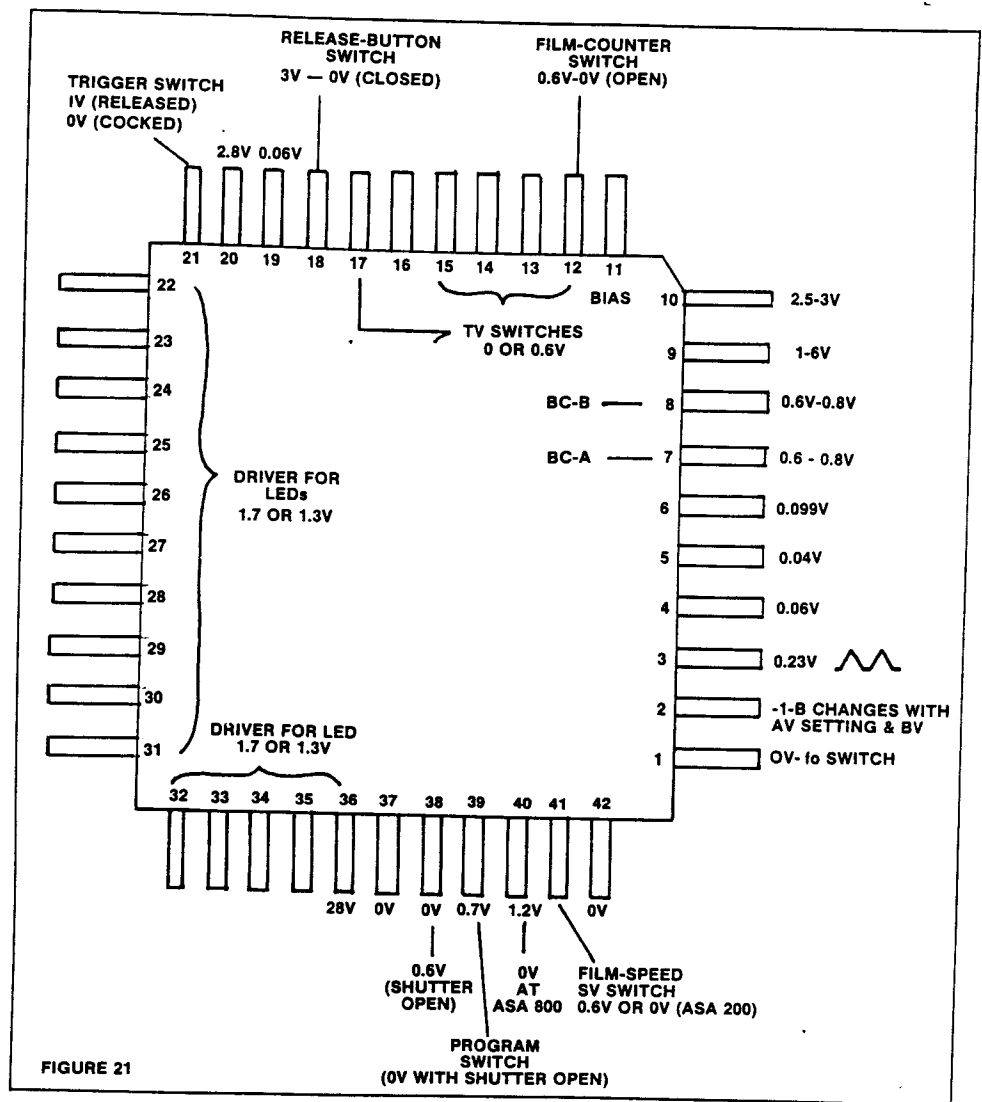 RELEASE-BUTTON
SWITCH
3V — 0V (CLOSED)
FILM-COUNTER
SWITCH
0.6V-0V (OPEN)
TRIGGER SWITCH
IV (RELEASED)
0V (COCKED)
2.8V 0.06V
21 20 19 18 17 16 15 14 13 12 11
22
23
24
25
26
27
28
29
30
31
DRIVER FOR
LEDs
1.7 OR 1.3V
TV SWITCHES
0 OR 0.6V
BIAS
10 2.5-3V
9 1-6V
BC-B — 8 0.6V-0.8V
BC-A — 7 0.6 - 0.8V
6 0.099V
5 0.04V
4 0.06V
3 0.23V
2 -1-B CHANGES WITH
AV SETTING & BV
1 OV- fo SWITCH
DRIVER FOR LED
1.7 OR 1.3V
32 33 34 35 36 37 38 39 40 41 42
28V 0V 0V 0.7V 1.2V 0V
0.6V
(SHUTTER
OPEN)
0V
AT
ASA 800
FILM-SPEED
SV SWITCH
0.6V OR 0V (ASA 200)
PROGRAM
SWITCH
(0V WITH SHUTTER OPEN)
FIGURE 21